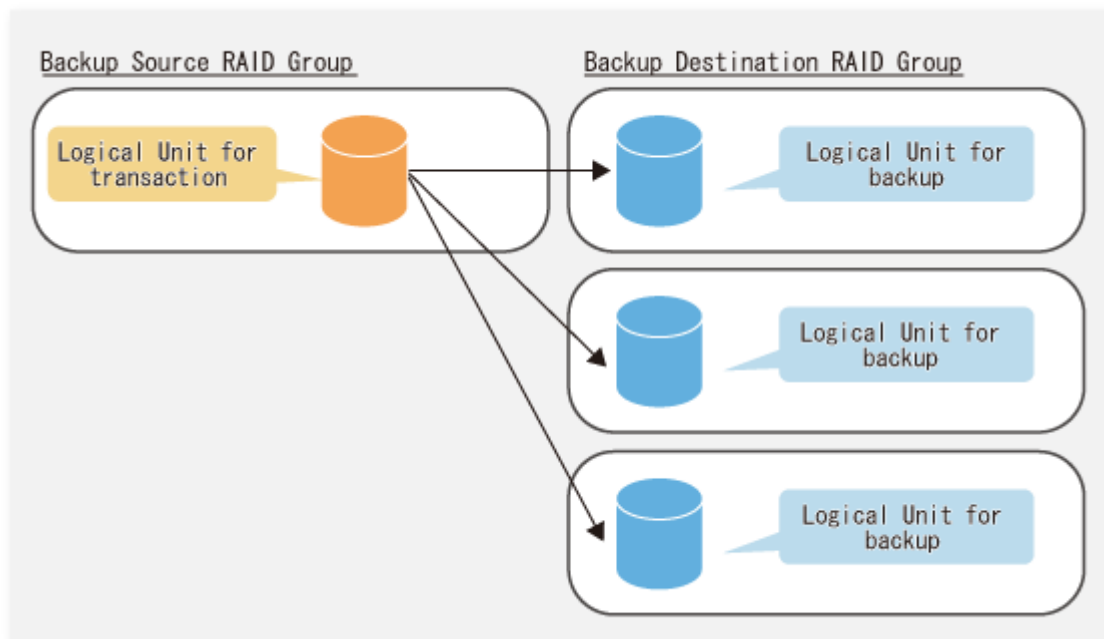 Backup Source RAID Group
Backup Destination RAID Group
Logical Unit for
transaction
Logical Unit for
backup
Logical Unit for
backup
Logical Unit for
backup